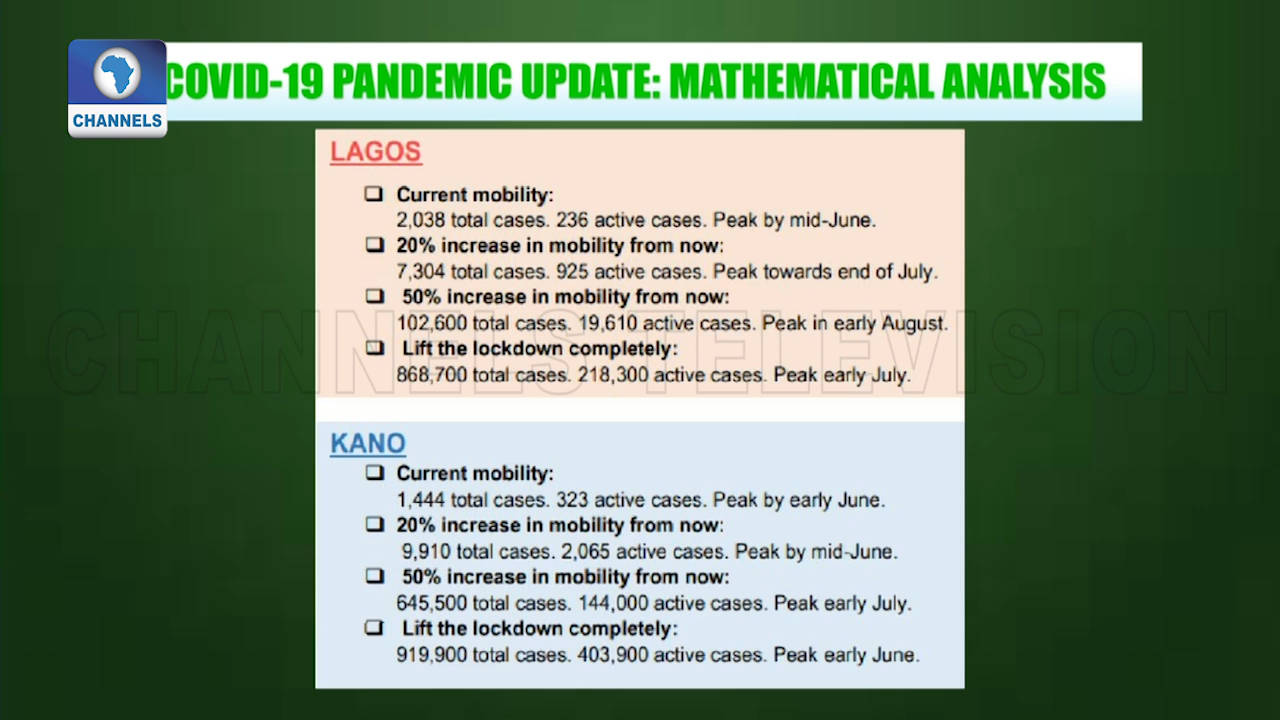 COVID-19 PANDEMIC UPDATE: MATHEMATICAL ANALYSIS
CHANNELS
LAGOS
Current mobility:
2,038 total cases. 236 active cases. Peak by mid-June.
20% increase in mobility from now:
7,304 total cases. 925 active cases. Peak towards end of July.
50% increase in mobility from now:
102,600 total cases. 19,610 active cases. Peak in early August.
CHANNELS TELEVISION
Lift the lockdown completely:
868,700 total cases. 218,300 active cases. Peak early July.
KANO
Current mobility:
1,444 total cases. 323 active cases. Peak by early June.
20% increase in mobility from now:
9,910 total cases. 2,065 active cases. Peak by mid-June.
50% increase in mobility from now:
645,500 total cases. 144,000 active cases. Peak early July.
Lift the lockdown completely:
919,900 total cases. 403,900 active cases. Peak early June.